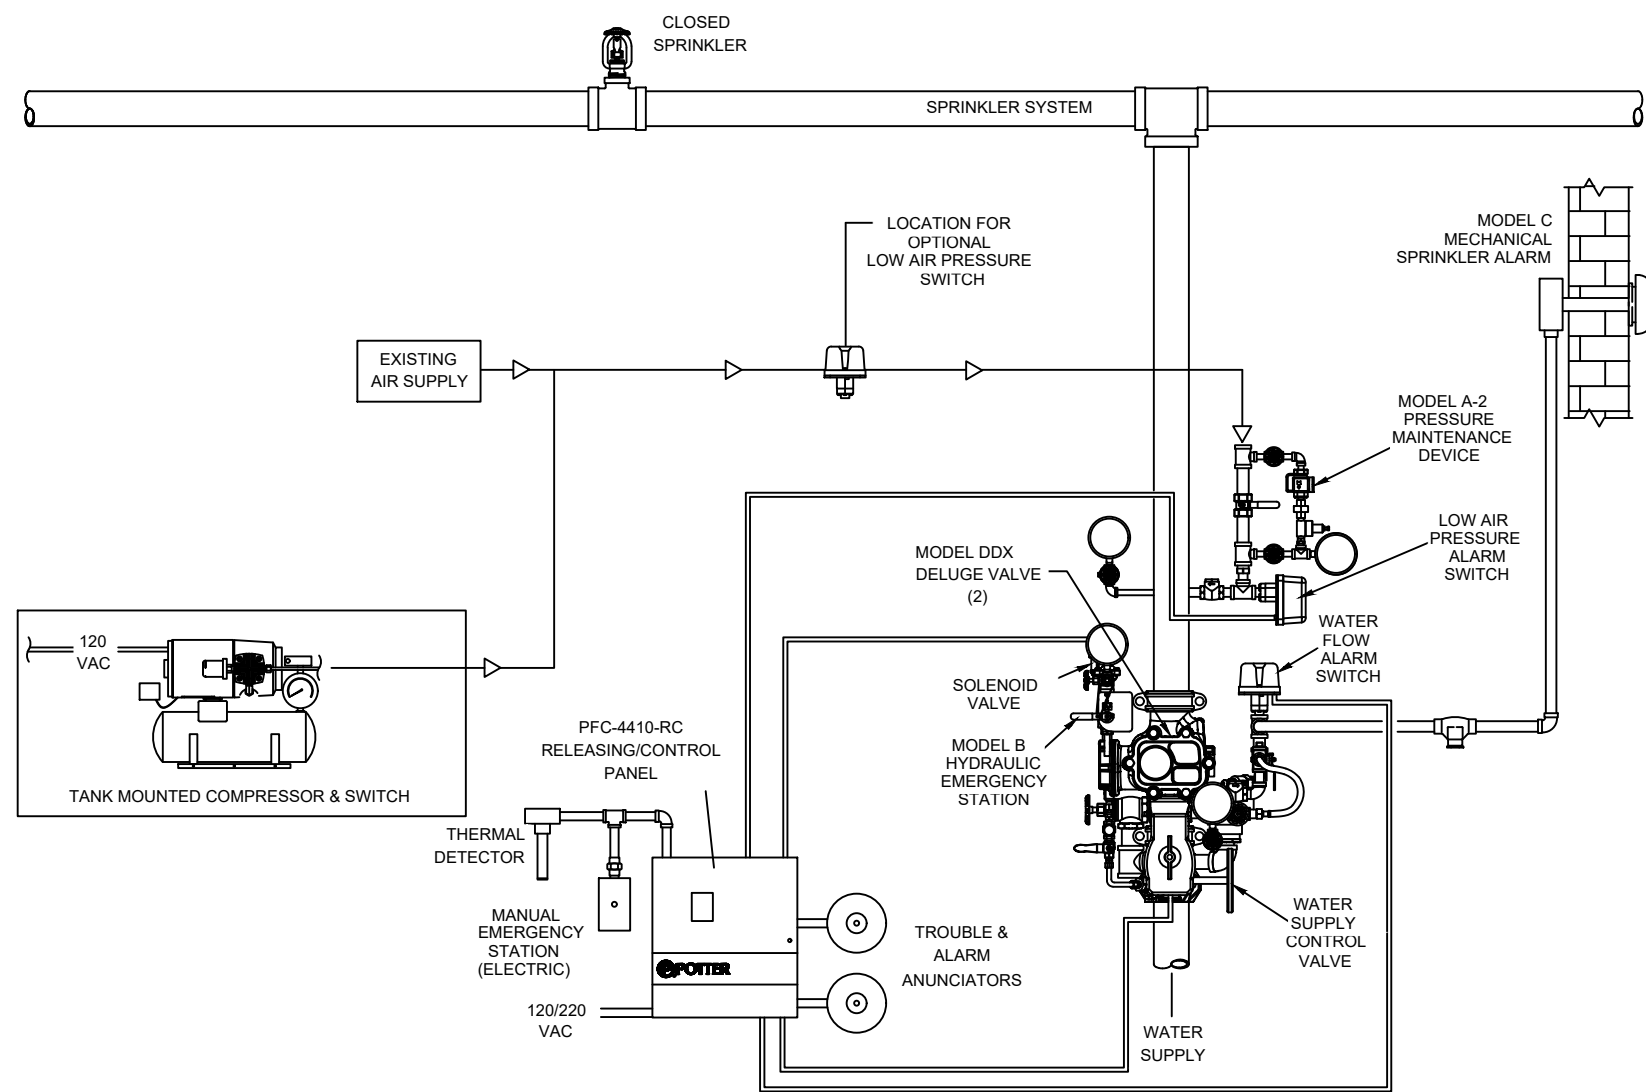 CLOSED
SPRINKLER
SPRINKLER SYSTEM
LOCATION FOR
OPTIONAL
LOW AIR PRESSURE
SWITCH
MODEL C
MECHANICAL
SPRINKLER ALARM
EXISTING
AIR SUPPLY
MODEL A-2
PRESSURE
MAINTENANCE
DEVICE
LOW AIR
PRESSURE
ALARM
SWITCH
MODEL DDX
DELUGE VALVE
(2)
WATER
FLOW
ALARM
SWITCH
120
VAC
TANK MOUNTED COMPRESSOR & SWITCH
SOLENOID
VALVE
PFC-4410-RC
RELEASING/CONTROL
PANEL
MODEL B
HYDRAULIC
EMERGENCY
STATION
THERMAL
DETECTOR
MANUAL
EMERGENCY
STATION
(ELECTRIC)
POTTER
TROUBLE &
ALARM
ANUNCIATORS
WATER
SUPPLY
CONTROL
VALVE
120/220
VAC
WATER
SUPPLY